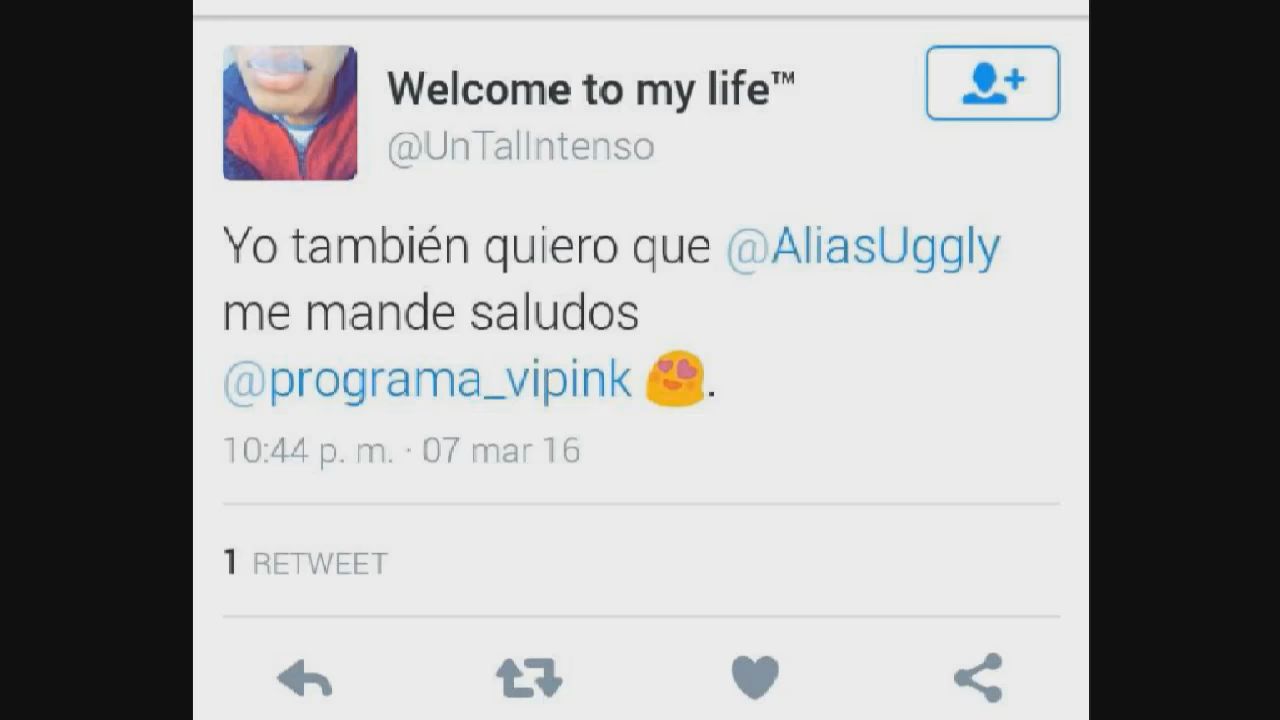 Welcome to my life™
@UnTalIntenso
Yo también quiero que @AliasUggly
me mande saludos
@programa_vipink 😍.
10:44 p. m. · 07 mar 16
1 RETWEET